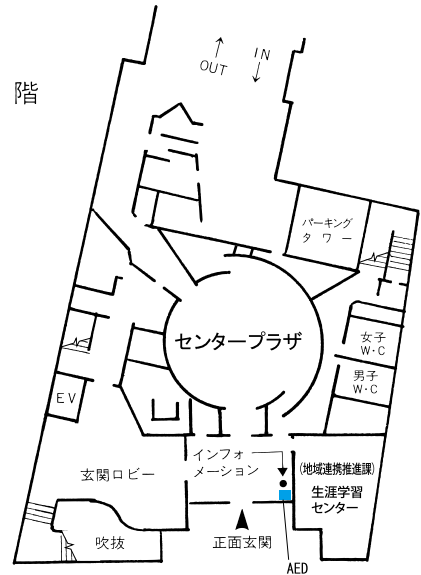 IN
OUT
階
パーキング
タワー
センタープラザ
女子
W・C
男子
W・C
EV
インフォ
メーション
玄関ロビー
(地域連携推進課)
生涯学習
センター
吹抜
正面玄関
AED